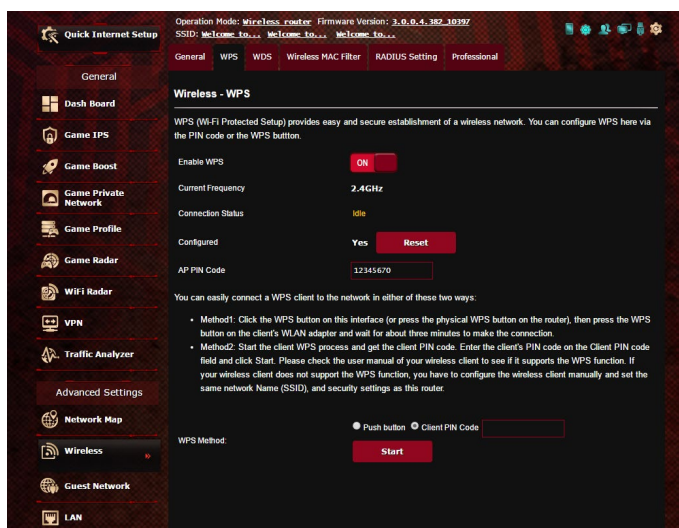 Quick Internet Setup
General
Dash Board
Game IPS
Game Boost
Game Private
Network
Game Profile
Game Radar
WiFi Radar
VPN
Traffic Analyzer
Advanced Settings
Network Map
Wireless
Guest Network
LAN
Operation Mode: Wireless router Firmware Version: 3.0.0.4.382_10397
SSID: Welcome to... Welcome to... Welcome to...
General WPS WDS Wireless MAC Filter RADIUS Setting Professional
Wireless - WPS
WPS (Wi-Fi Protected Setup) provides easy and secure establishment of a wireless network. You can configure WPS here via
the PIN code or the WPS buttton.
Enable WPS ON
Current Frequency 2.4GHz
Connection Status Idle
Configured Yes Reset
AP PIN Code 12345670
You can easily connect a WPS client to the network in either of these two ways:
• Method1: Click the WPS button on this interface (or press the physical WPS button on the router), then press the WPS
button on the client's WLAN adapter and wait for about three minutes to make the connection.
• Method2: Start the client WPS process and get the client PIN code. Enter the client's PIN code on the Client PIN code
field and click Start. Please check the user manual of your wireless client to see if it supports the WPS function. If
your wireless client does not support the WPS function, you have to configure the wireless client manually and set the
same network Name (SSID), and security settings as this router.
WPS Method: Push button Client PIN Code
Start